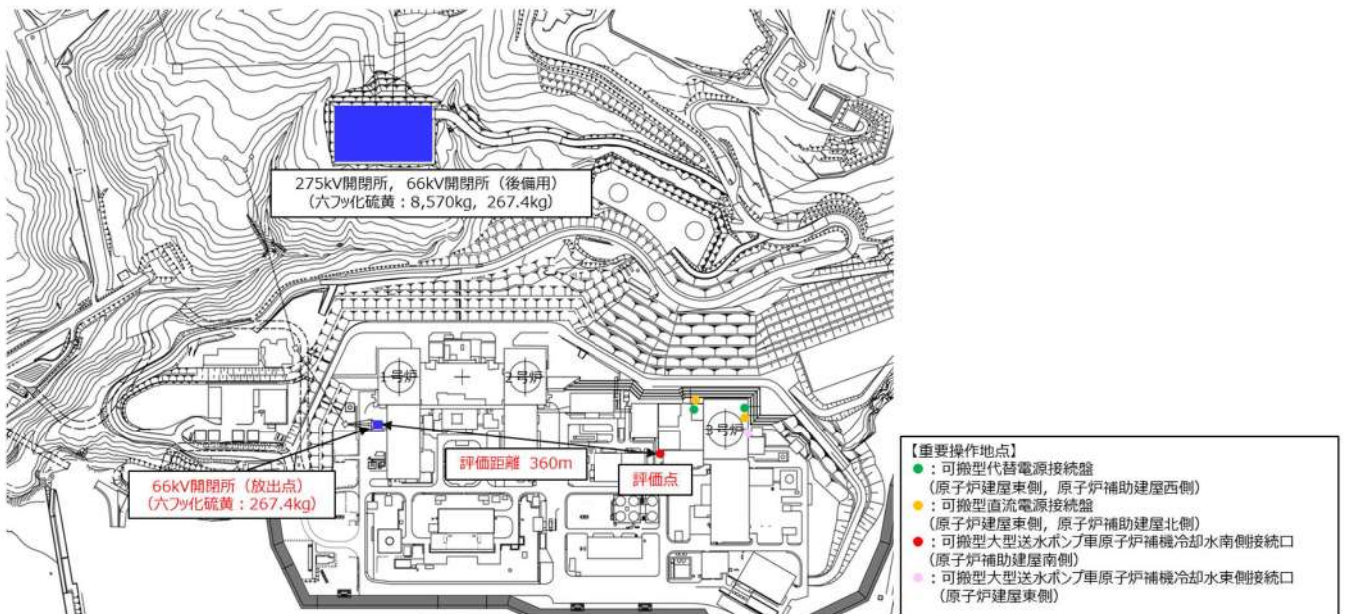 275kV開閉所，66kV開閉所（後備用）
（六フッ化硫黄：8,570kg，267.4kg）
1号炉
2号炉
3号炉
評価距離 360m
評価点
66kV開閉所（放出点）
（六フッ化硫黄：267.4kg）
【重要操作地点】
●：可搬型代替電源接続盤
（原子炉建屋東側，原子炉補助建屋西側）
●：可搬型直流電源接続盤
（原子炉建屋東側，原子炉補助建屋北側）
●：可搬型大型送水ポンプ車原子炉補機冷却水南側接続口
（原子炉補助建屋南側）
●：可搬型大型送水ポンプ車原子炉補機冷却水東側接続口
（原子炉建屋東側）